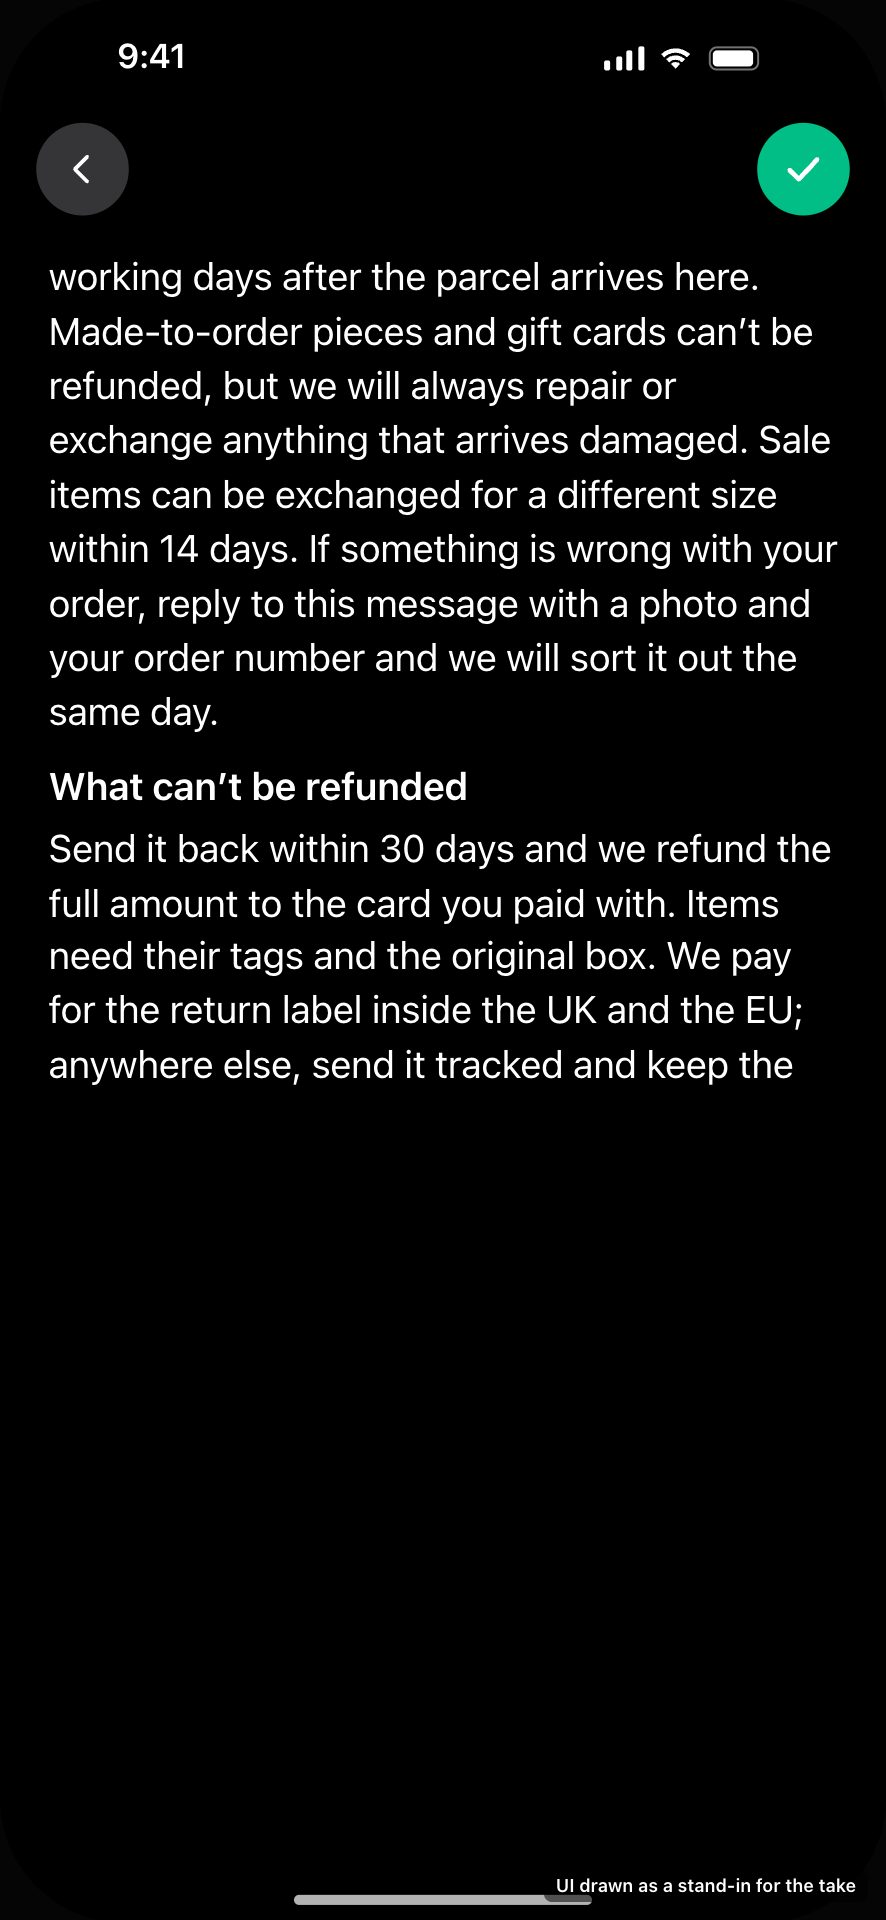 9:41
working days after the parcel arrives here.
Made-to-order pieces and gift cards can’t be
refunded, but we will always repair or
exchange anything that arrives damaged. Sale
items can be exchanged for a different size
within 14 days. If something is wrong with your
order, reply to this message with a photo and
your order number and we will sort it out the
same day.
What can’t be refunded
Send it back within 30 days and we refund the
full amount to the card you paid with. Items
need their tags and the original box. We pay
for the return label inside the UK and the EU;
anywhere else, send it tracked and keep the
UI drawn as a stand-in for the take